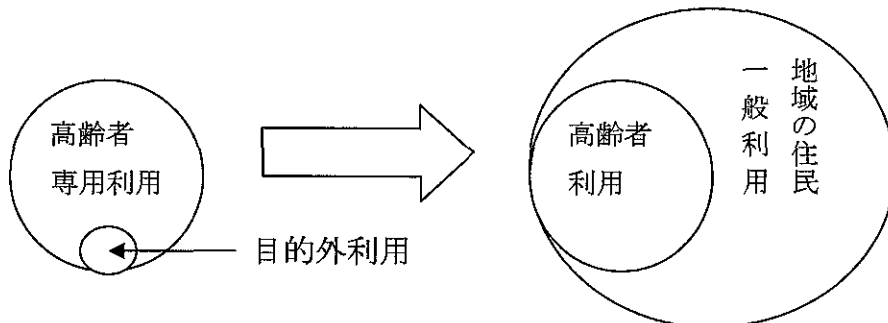 高齢者
専用利用
目的外利用
高齢者
利用
地域の住民
一般利用